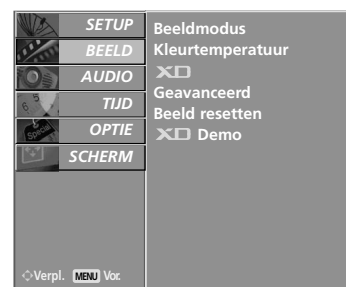 SETUP
BEELD
AUDIO
TIJD
OPTIE
SCHERM
Verpl. MENU Vor.
Beeldmodus
Kleurtemperatuur
XD
Geavanceerd
Beeld resetten
XD Demo